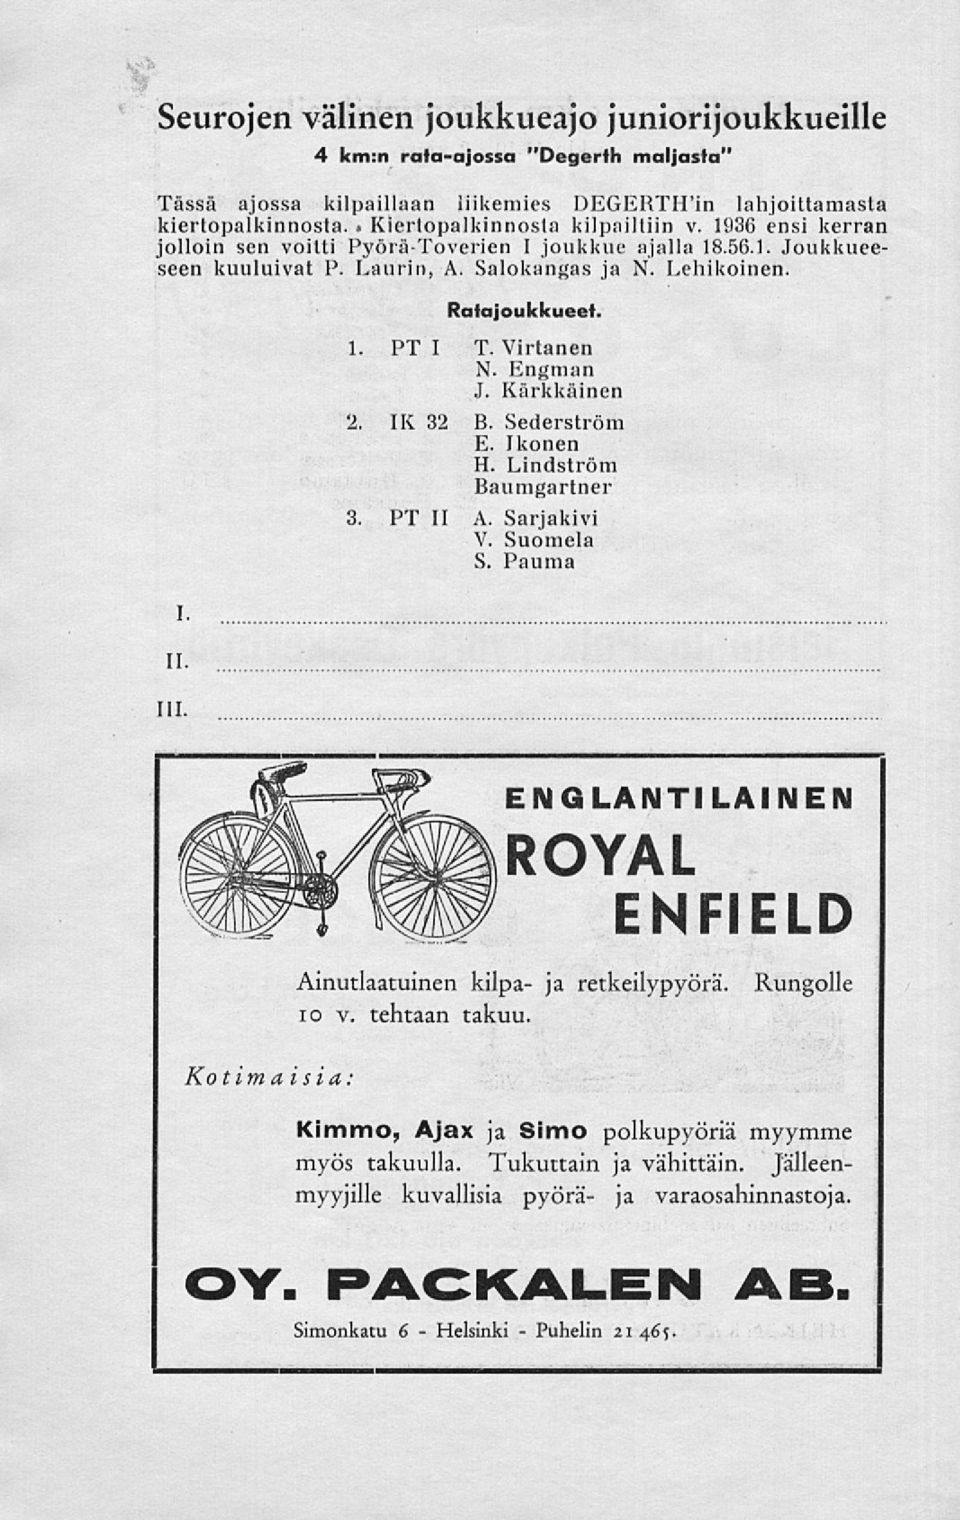 Seurojen välinen joukkueajo juniorijoukkueille
4 km:n rata-ajossa "Degerth maljasta"
Tässä ajossa kilpaillaan liikemies DEGERTH'in lahjoittamasta
kiertopalkinnosta. Kiertopalkinnosta kilpailtiin v. 1936 ensi kerran
jolloin sen voitti Pyörä-Toverien I joukkue ajalla 18.56.1. Joukkuee-
seen kuuluivat P. Laurin, A. Salokangas ja N. Lehikoinen.
Ratajoukkueet.
1. PT I T. Virtanen
N. Engman
J. Kärkkäinen
2. IK 32 B. Sederström
E. Ikonen
H. Lindström
Baumgartner
3. PT II A. Sarjakivi
V. Suomela
S. Pauma
I.
II.
III.
ENGLANTILAINEN
ROYAL
ENFIELD
Ainutlaatuinen kilpa- ja retkeilypyörä. Rungolle
10 v. tehtaan takuu.
Kotimaisia:
Kimmo, Ajax ja Simo polkupyöriä myymme
myös takuulla. Tukuttain ja vähittäin. Jälleen-
myyjille kuvallisia pyörä- ja varaosahinnastoja.
OY. PACKALEN AB.
Simonkatu 6 - Helsinki - Puhelin 21 465.